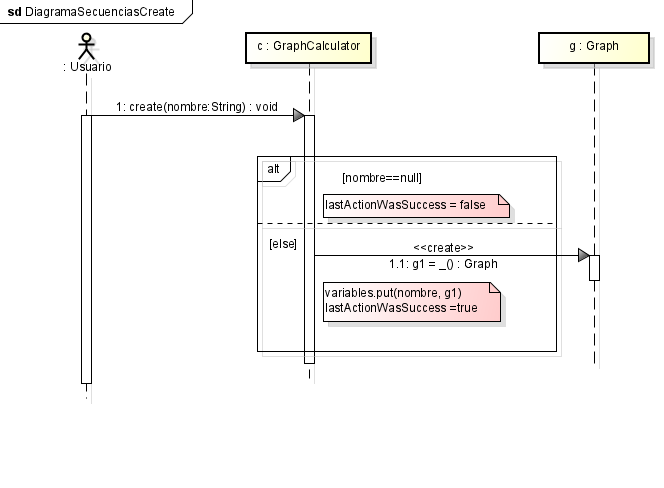 sd DiagramaSecuenciasCreate
: Usuario
c : GraphCalculator
g : Graph
1: create(nombre:String) : void
alt
[nombre==null]
lastActionWasSuccess = false
[else]
<<create>>
1.1: g1 = _() : Graph
variables.put(nombre, g1)
lastActionWasSuccess =true